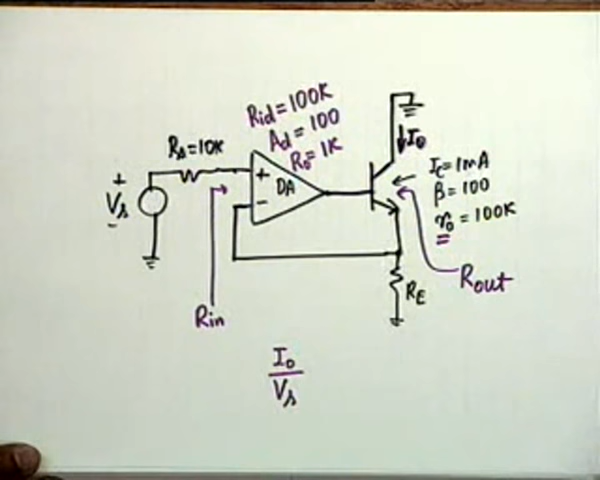 Rid = 100K
Ad = 100
Ro = 1K
Rs = 10K
+
DA
-
Io
+
Vs
-
Ic = 1mA
β = 100
ro = 100K
Rin
RE
Rout
Io
Vs